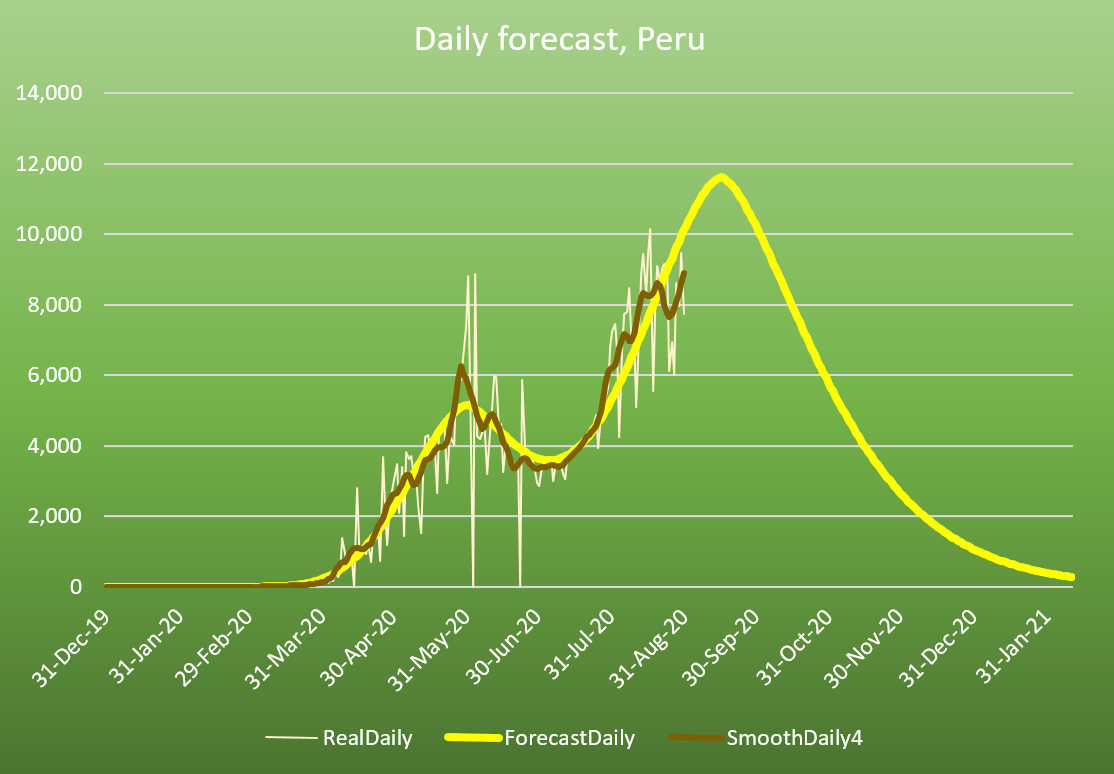 Daily forecast, Peru
14,000
12,000
10,000
8,000
6,000
4,000
2,000
0
31-Dec-19
31-Jan-20
29-Feb-20
31-Mar-20
30-Apr-20
31-May-20
30-Jun-20
31-Jul-20
31-Aug-20
30-Sep-20
31-Oct-20
30-Nov-20
31-Dec-20
31-Jan-21
RealDaily ForecastDaily SmoothDaily4